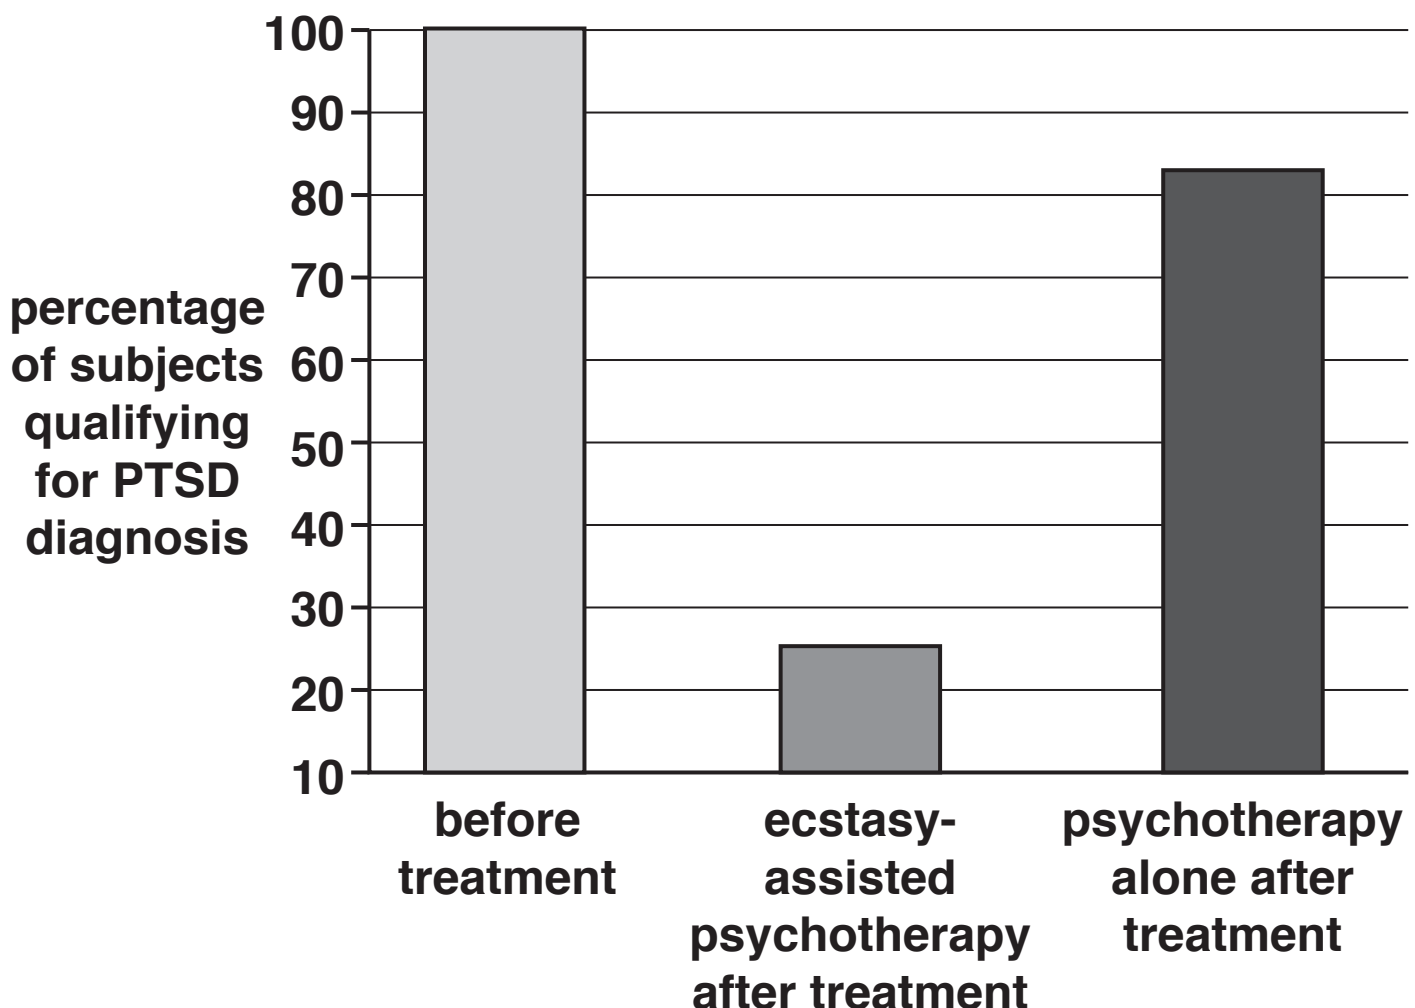 100
90
80
70
60
50
40
30
20
10
percentage
of subjects
qualifying
for PTSD
diagnosis
before
treatment
ecstasy-
assisted
psychotherapy
after treatment
psychotherapy
alone after
treatment